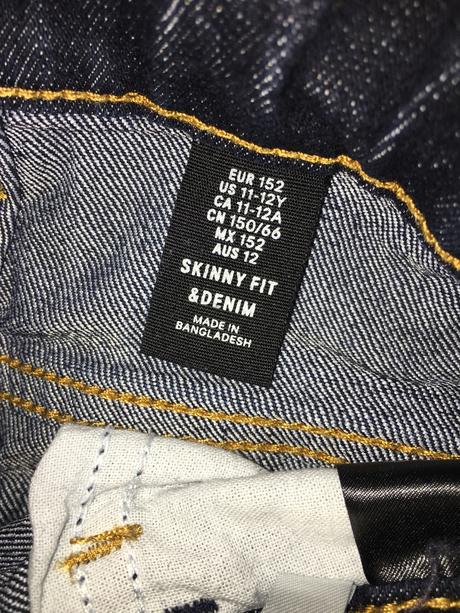 EUR 152
US 11-12Y
CA 11-12A
CN 150/66
MX 152
AUS 12
SKINNY FIT
&DENIM
MADE IN
BANGLADESH